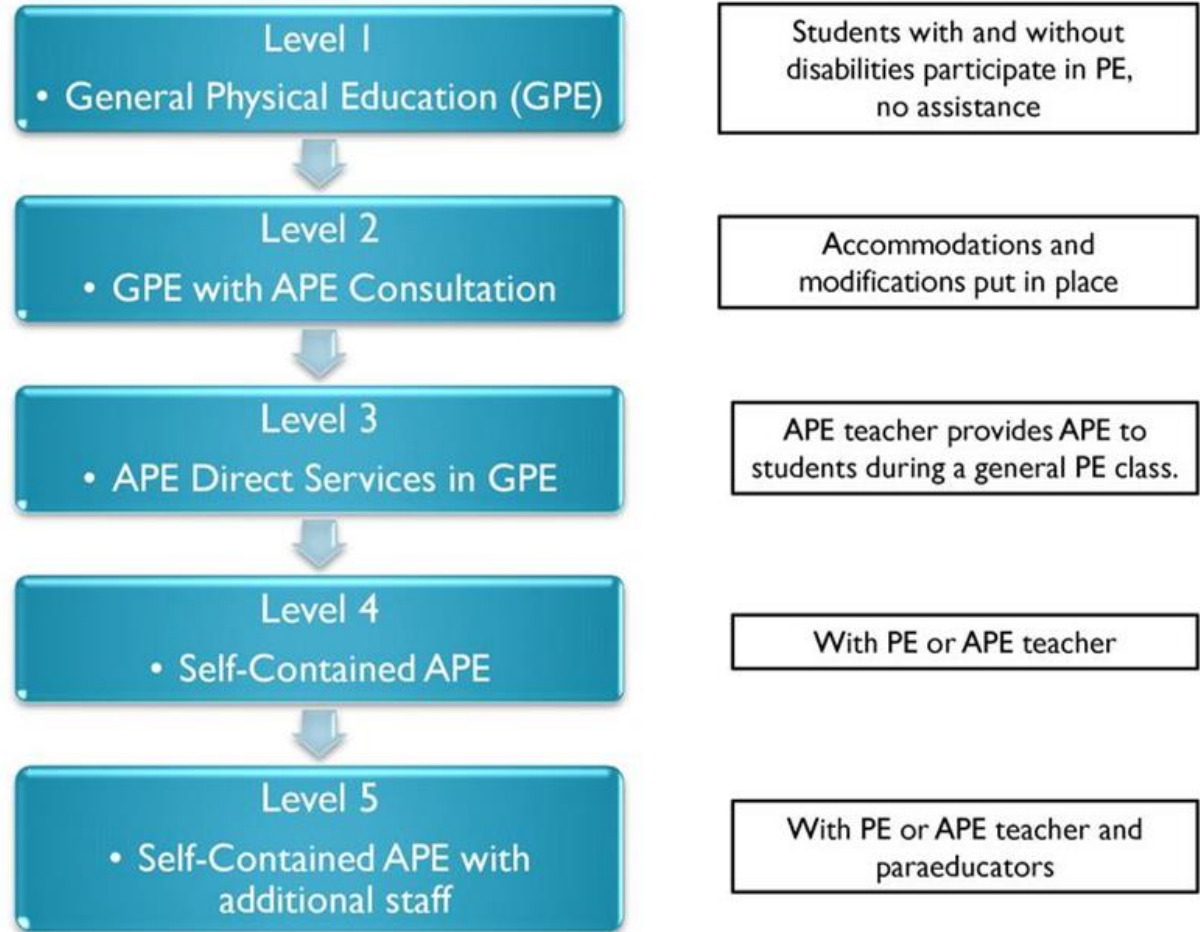 Level 1
• General Physical Education (GPE)
Students with and without
disabilities participate in PE,
no assistance
Level 2
• GPE with APE Consultation
Accommodations and
modifications put in place
Level 3
• APE Direct Services in GPE
APE teacher provides APE to
students during a general PE class.
Level 4
• Self-Contained APE
With PE or APE teacher
Level 5
• Self-Contained APE with
additional staff
With PE or APE teacher and
paraeducators